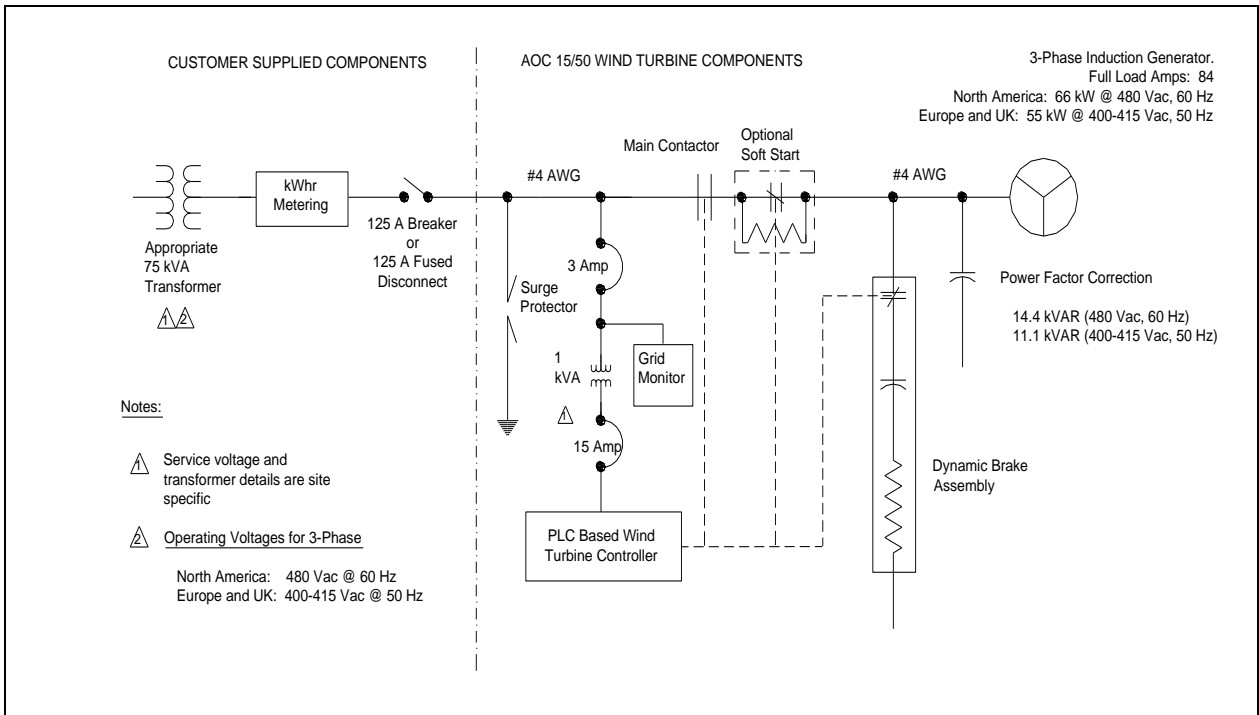 CUSTOMER SUPPLIED COMPONENTS
AOC 15/50 WIND TURBINE COMPONENTS
3-Phase Induction Generator.
Full Load Amps: 84
North America: 66 kW @ 480 Vac, 60 Hz
Europe and UK: 55 kW @ 400-415 Vac, 50 Hz
Main Contactor
Optional
Soft Start
#4 AWG
#4 AWG
kWhr
Metering
125 A Breaker
or
125 A Fused
Disconnect
Appropriate
75 kVA
Transformer
1 2
3 Amp
Surge
Protector
Power Factor Correction
14.4 kVAR (480 Vac, 60 Hz)
11.1 kVAR (400-415 Vac, 50 Hz)
1
kVA
Grid
Monitor
1
15 Amp
Dynamic Brake
Assembly
PLC Based Wind
Turbine Controller
Notes:
1 Service voltage and
transformer details are site
specific
2 Operating Voltages for 3-Phase
North America: 480 Vac @ 60 Hz
Europe and UK: 400-415 Vac @ 50 Hz